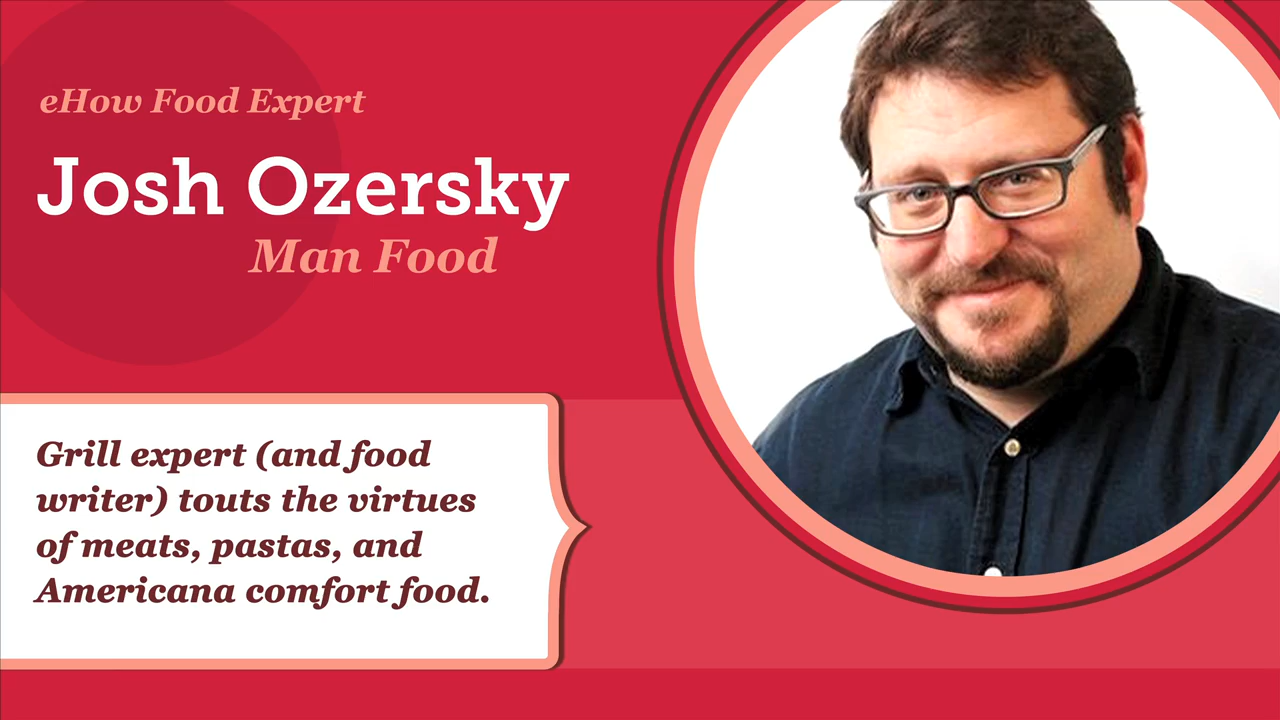 eHow Food Expert
Josh Ozersky
Man Food
Grill expert (and food
writer) touts the virtues
of meats, pastas, and
Americana comfort food.